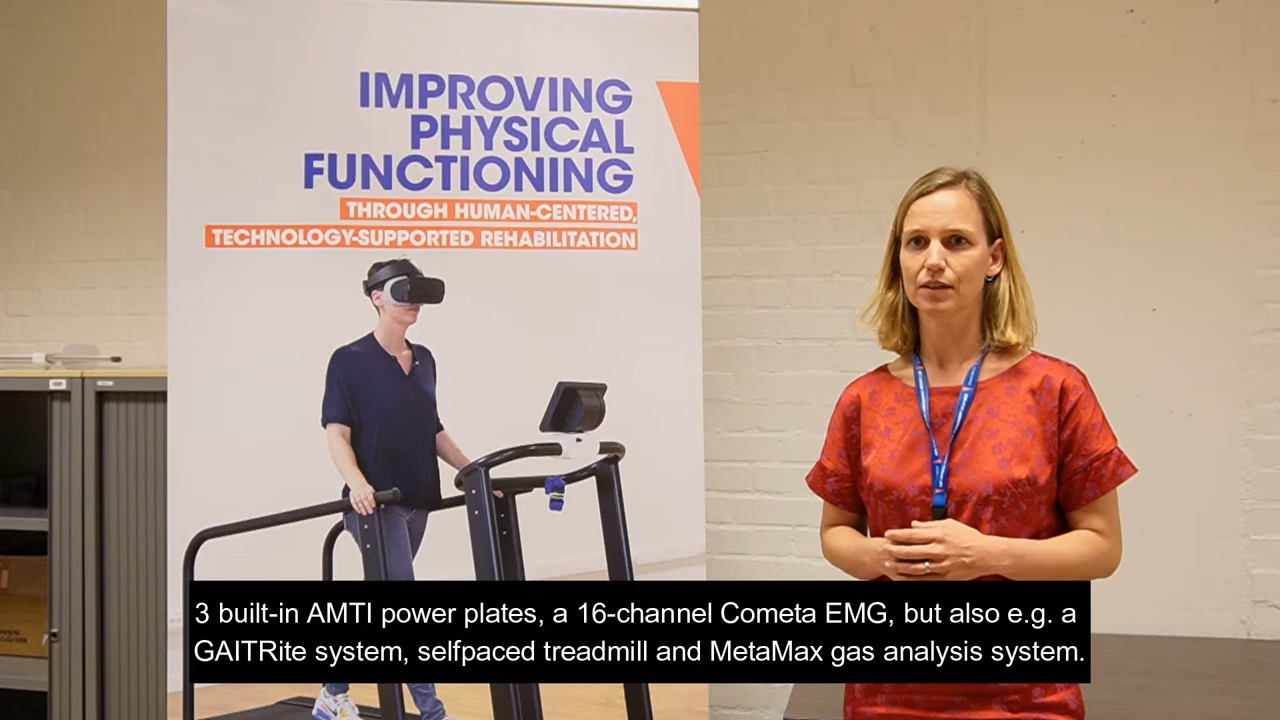 IMPROVING
PHYSICAL
FUNCTIONING
THROUGH HUMAN-CENTERED,
TECHNOLOGY-SUPPORTED REHABILITATION
3 built-in AMTI power plates, a 16-channel Cometa EMG, but also e.g. a
GAITRite system, selfpaced treadmill and MetaMax gas analysis system.